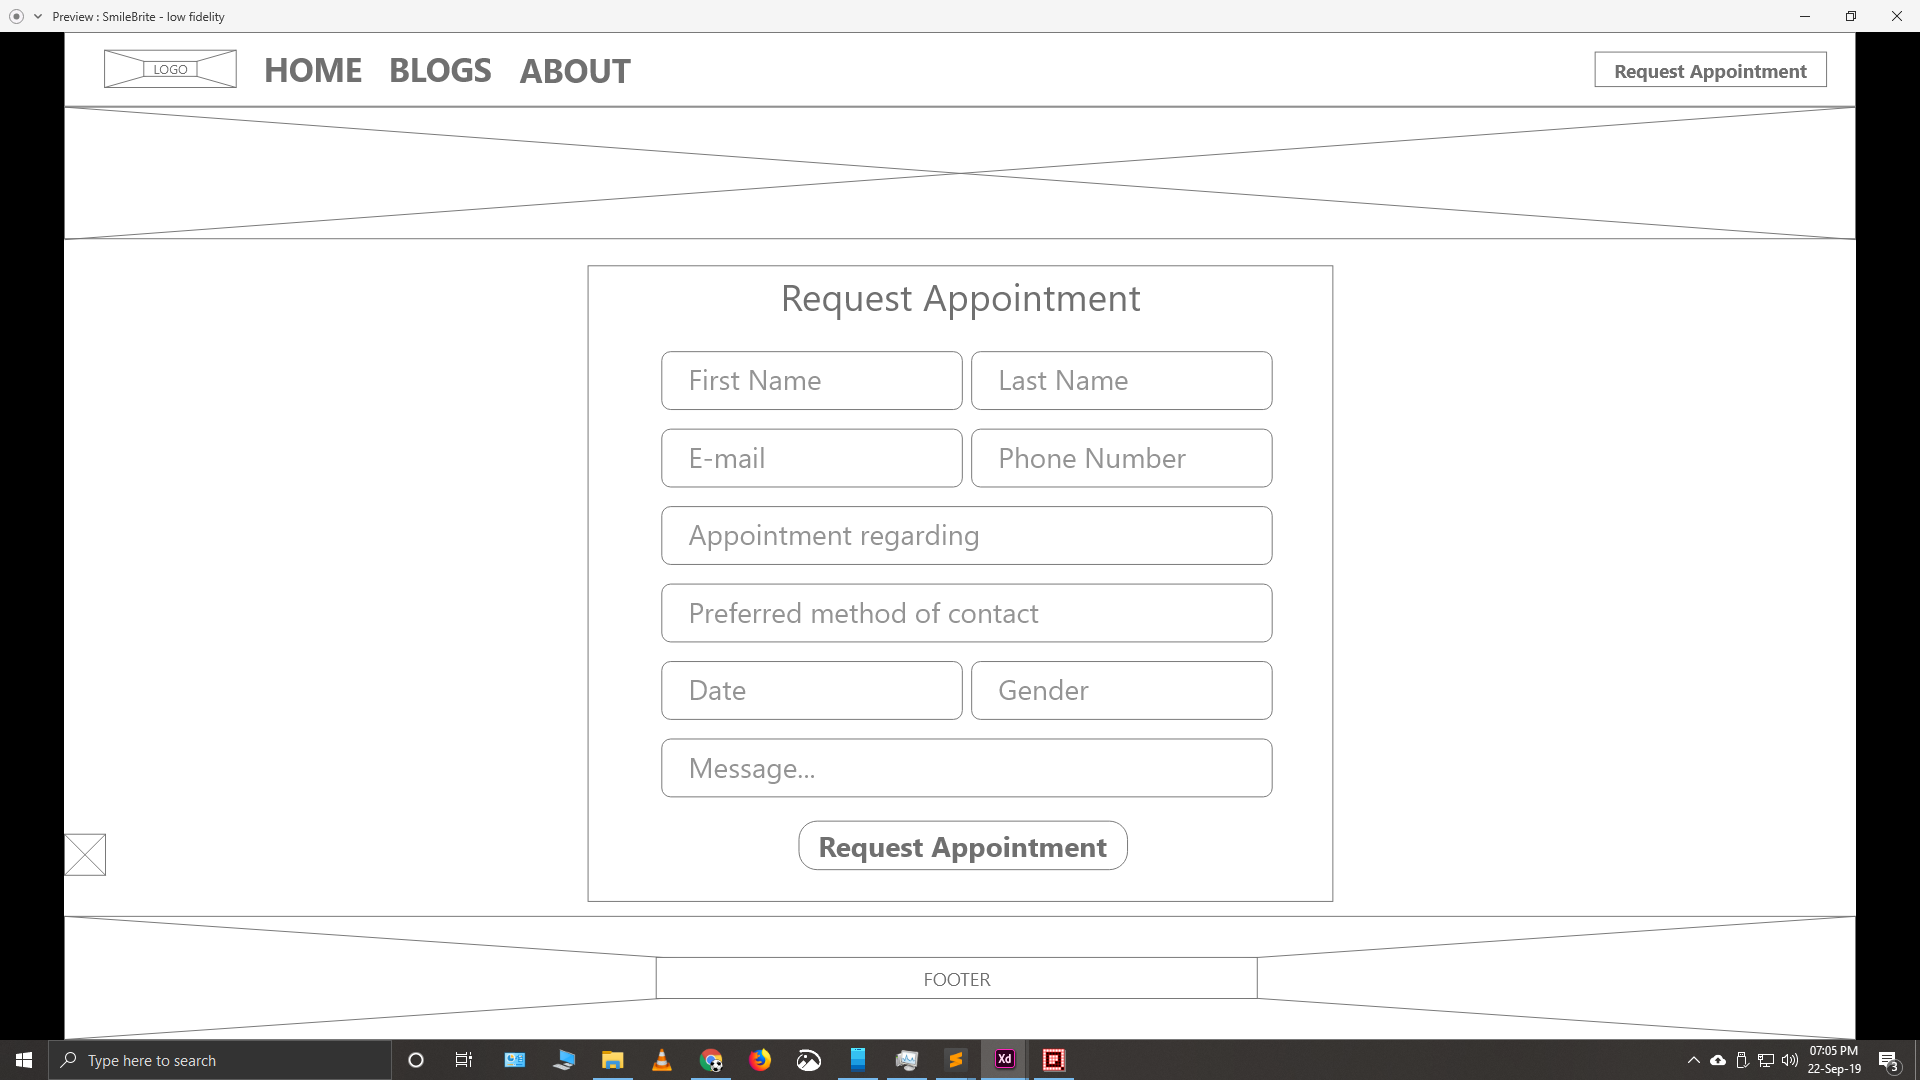 Preview : SmileBrite - low fidelity
LOGO HOME BLOGS ABOUT Request Appointment
Request Appointment
First Name Last Name
E-mail Phone Number
Appointment regarding
Preferred method of contact
Date Gender
Message...
Request Appointment
FOOTER
Type here to search
Xd
07:05 PM
22-Sep-19
3